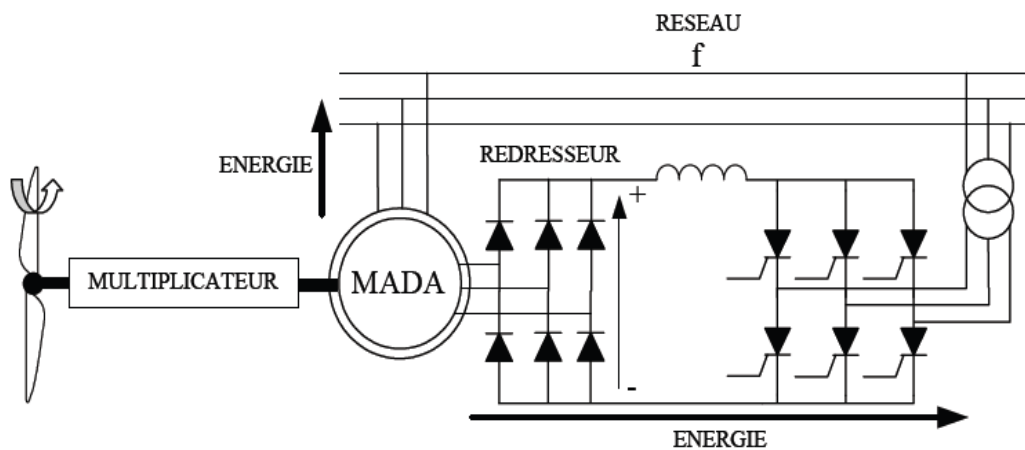 RESEAU
f
ENERGIE
REDRESSEUR
+
MULTIPLICATEUR
MADA
-
ENERGIE